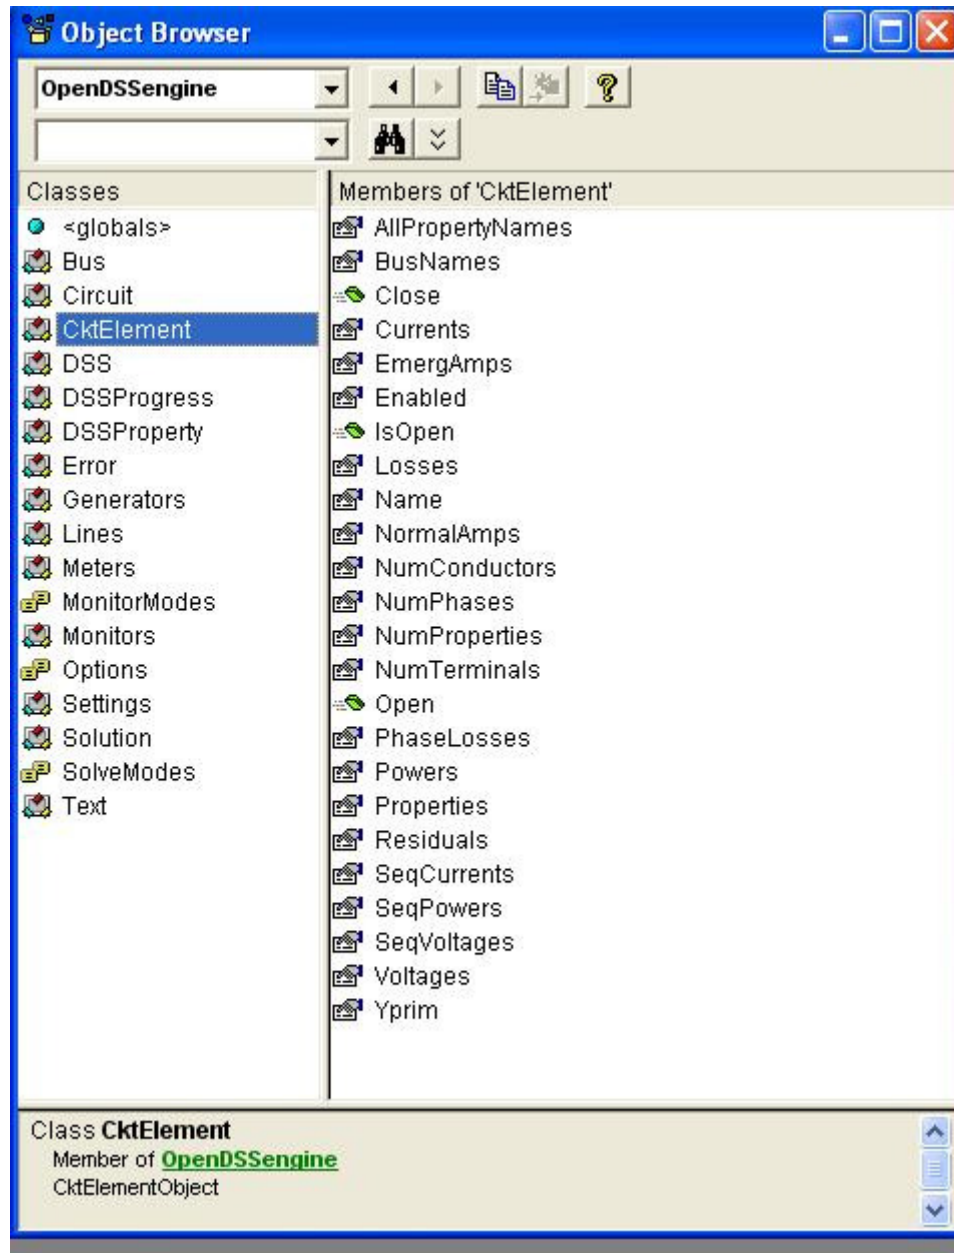 Object Browser
OpenDSSengine
Classes
<globals>
Bus
Circuit
CktElement
DSS
DSSProgress
DSSProperty
Error
Generators
Lines
Meters
MonitorModes
Monitors
Options
Settings
Solution
SolveModes
Text
Members of 'CktElement'
AllPropertyNames
BusNames
Close
Currents
EmergAmps
Enabled
IsOpen
Losses
Name
NormalAmps
NumConductors
NumPhases
NumProperties
NumTerminals
Open
PhaseLosses
Powers
Properties
Residuals
SeqCurrents
SeqPowers
SeqVoltages
Voltages
Yprim
Class CktElement
Member of OpenDSSengine
CktElementObject